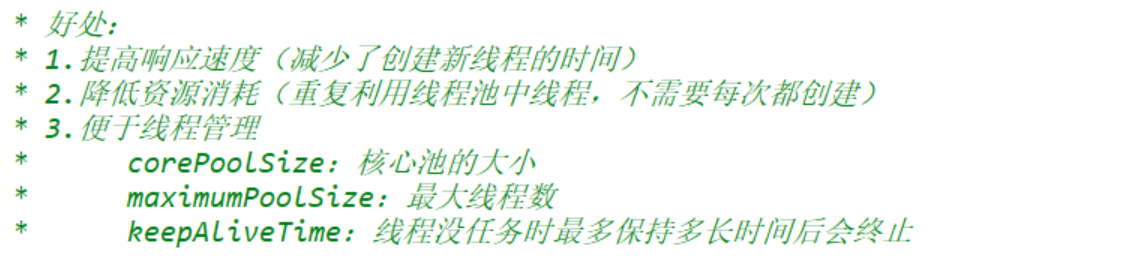 * 好处：
* 1.提高响应速度（减少了创建新线程的时间）
* 2.降低资源消耗（重复利用线程池中线程，不需要每次都创建）
* 3.便于线程管理
* corePoolSize：核心池的大小
* maximumPoolSize：最大线程数
* keepAliveTime：线程没任务时最多保持多长时间后会终止